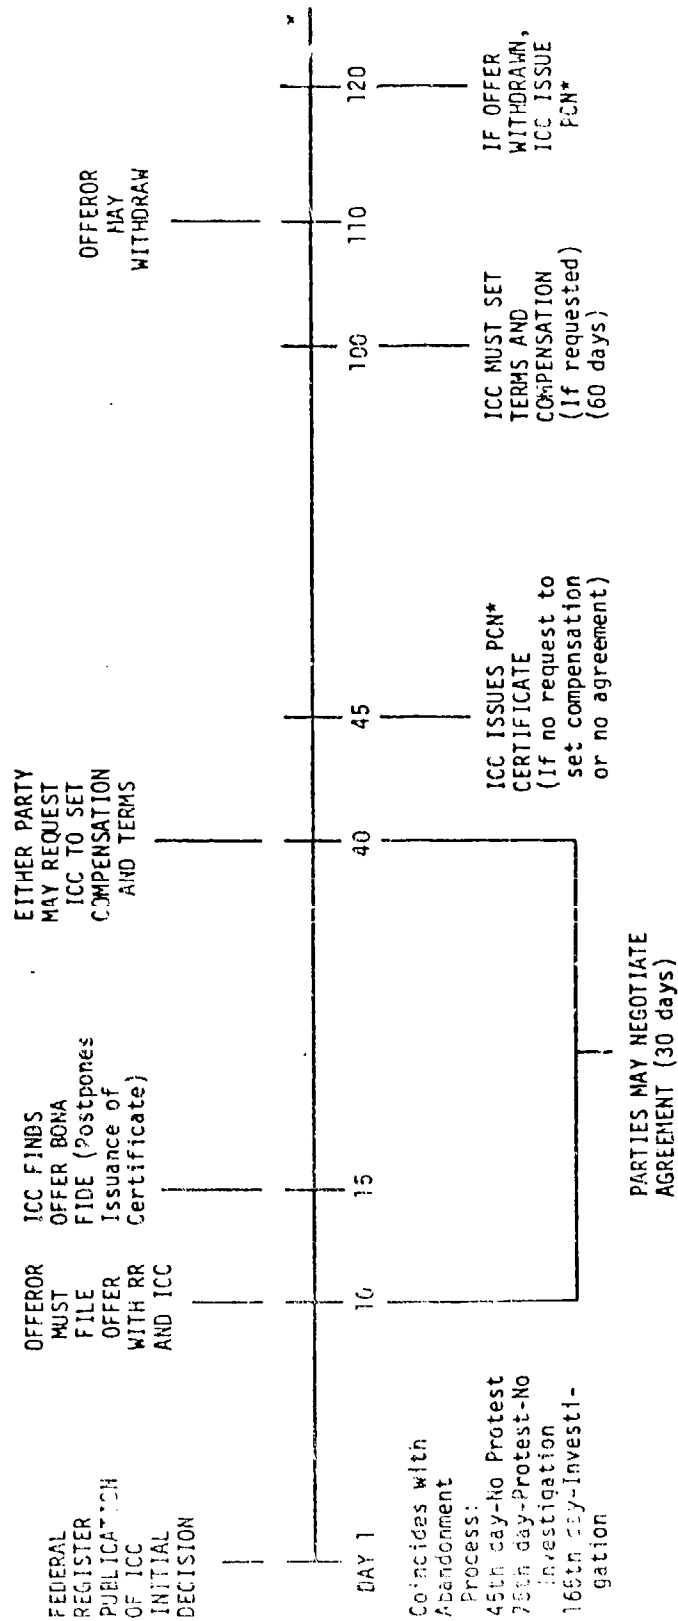 FEDERAL
REGISTER
PUBLICATION
OF ICC
INITIAL
DECISION
OFFEROR
MUST
FILE
OFFER
WITH RR
AND ICC
ICC FINDS
OFFER BONA
FIDE (Postpones
Issuance of
Certificate)
EITHER PARTY
MAY REQUEST
ICC TO SET
COMPENSATION
AND TERMS
OFFEROR
MAY
WITHDRAW
*
DAY 1
10
15
40
45
100
110
120
Coincides with
Abandonment
Process:
45th day-No Protest
75th day-Protest-No
Investigation
165th day-Investi-
gation
PARTIES MAY NEGOTIATE
AGREEMENT (30 days)
ICC ISSUES PCN*
CERTIFICATE
(If no request to
set compensation
or no agreement)
ICC MUST SET
TERMS AND
COMPENSATION
(If requested)
(60 days)
IF OFFER
WITHDRAWN,
ICC ISSUE
PCN*